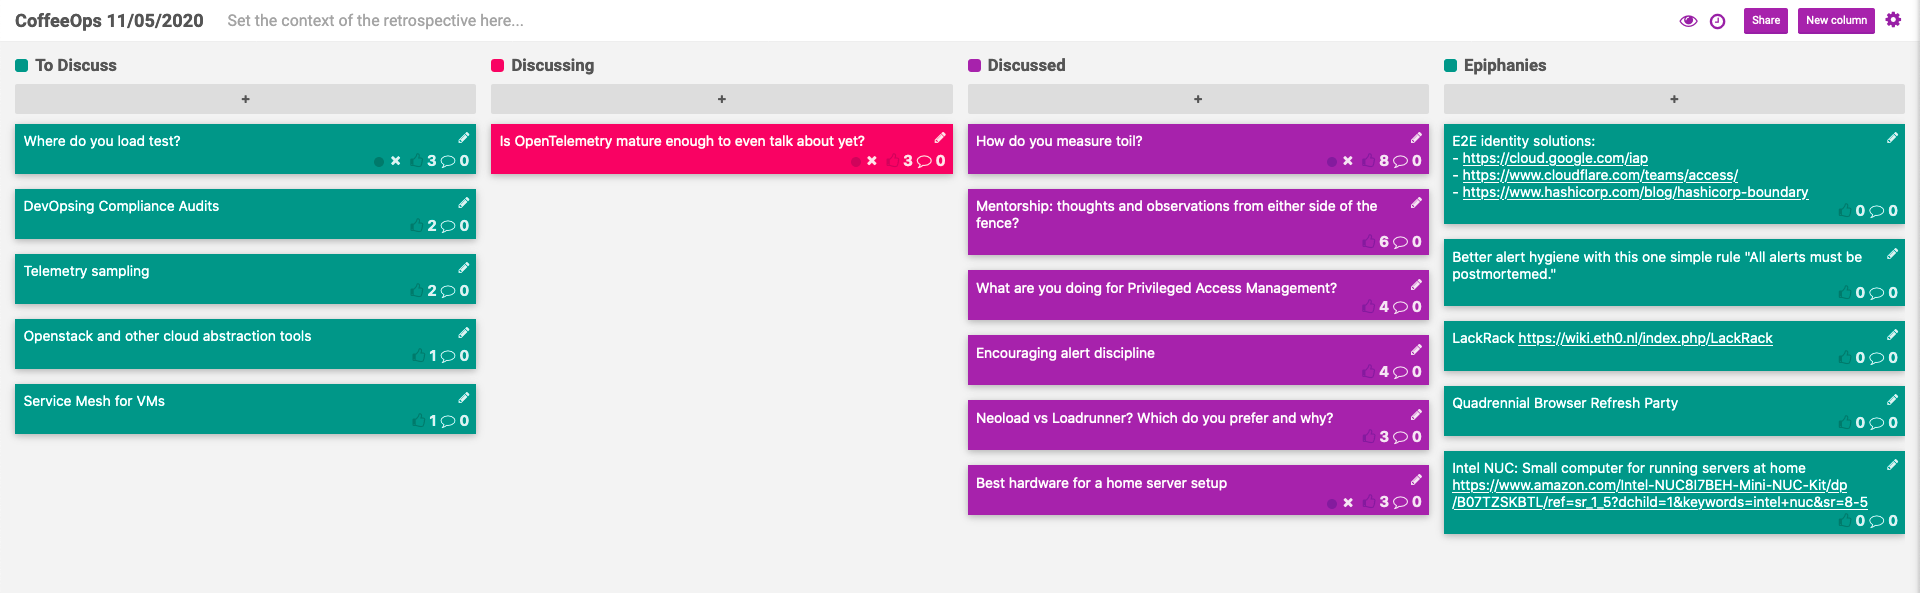 CoffeeOps 11/05/2020
Set the context of the retrospective here...
Share
New column
To Discuss
+
Where do you load test?
3 0
DevOpsing Compliance Audits
2 0
Telemetry sampling
2 0
Openstack and other cloud abstraction tools
1 0
Service Mesh for VMs
1 0
Discussing
+
Is OpenTelemetry mature enough to even talk about yet?
3 0
Discussed
+
How do you measure toil?
8 0
Mentorship: thoughts and observations from either side of the
fence?
6 0
What are you doing for Privileged Access Management?
4 0
Encouraging alert discipline
4 0
Neoload vs Loadrunner? Which do you prefer and why?
3 0
Best hardware for a home server setup
3 0
Epiphanies
+
E2E identity solutions:
- https://cloud.google.com/iap
- https://www.cloudflare.com/teams/access/
- https://www.hashicorp.com/blog/hashicorp-boundary
0 0
Better alert hygiene with this one simple rule "All alerts must be
postmortemed."
0 0
LackRack https://wiki.eth0.nl/index.php/LackRack
0 0
Quadrennial Browser Refresh Party
0 0
Intel NUC: Small computer for running servers at home
https://www.amazon.com/Intel-NUC8I7BEH-Mini-NUC-Kit/dp
/B07TZSKBTL/ref=sr_1_5?dchild=1&keywords=intel+nuc&sr=8-5
0 0